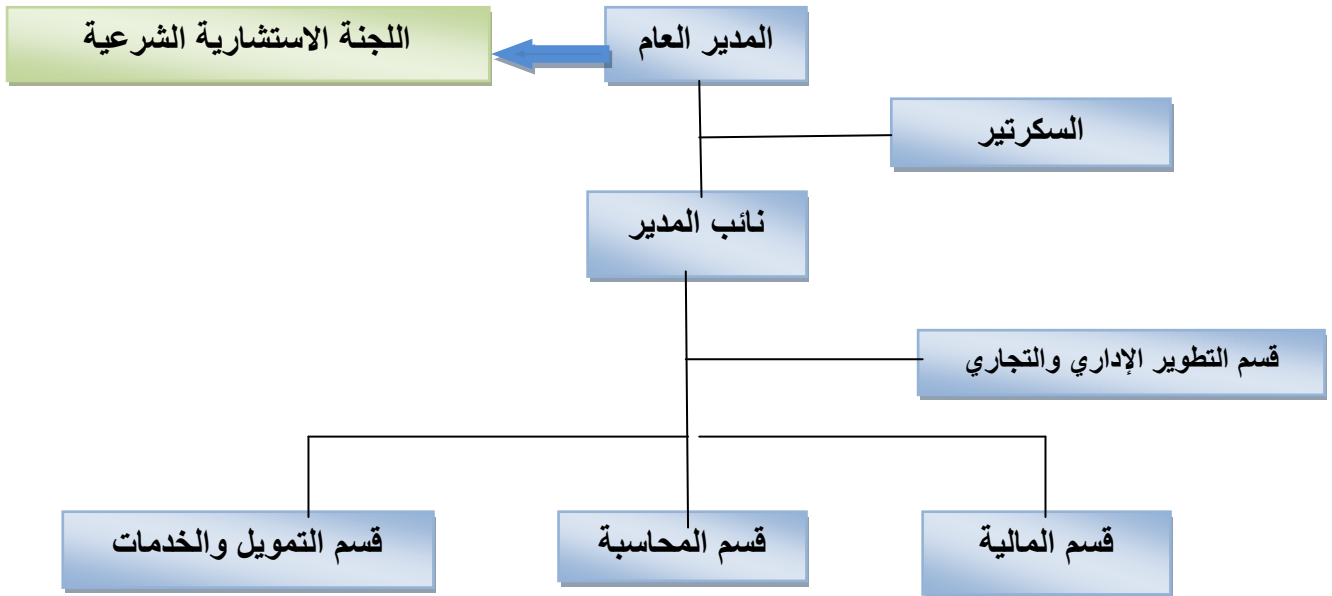 المدير العام
اللجنة الاستشارية الشرعية
السكرتير
نائب المدير
قسم التطوير الإداري والتجاري
قسم المالية
قسم المحاسبة
قسم التمويل والخدمات